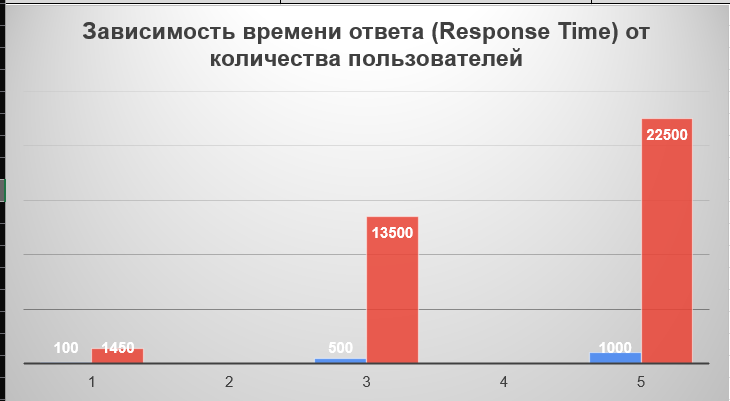 Зависимость времени ответа (Response Time) от
количества пользователей
22500
13500
100 1450 500 1000
1 2 3 4 5